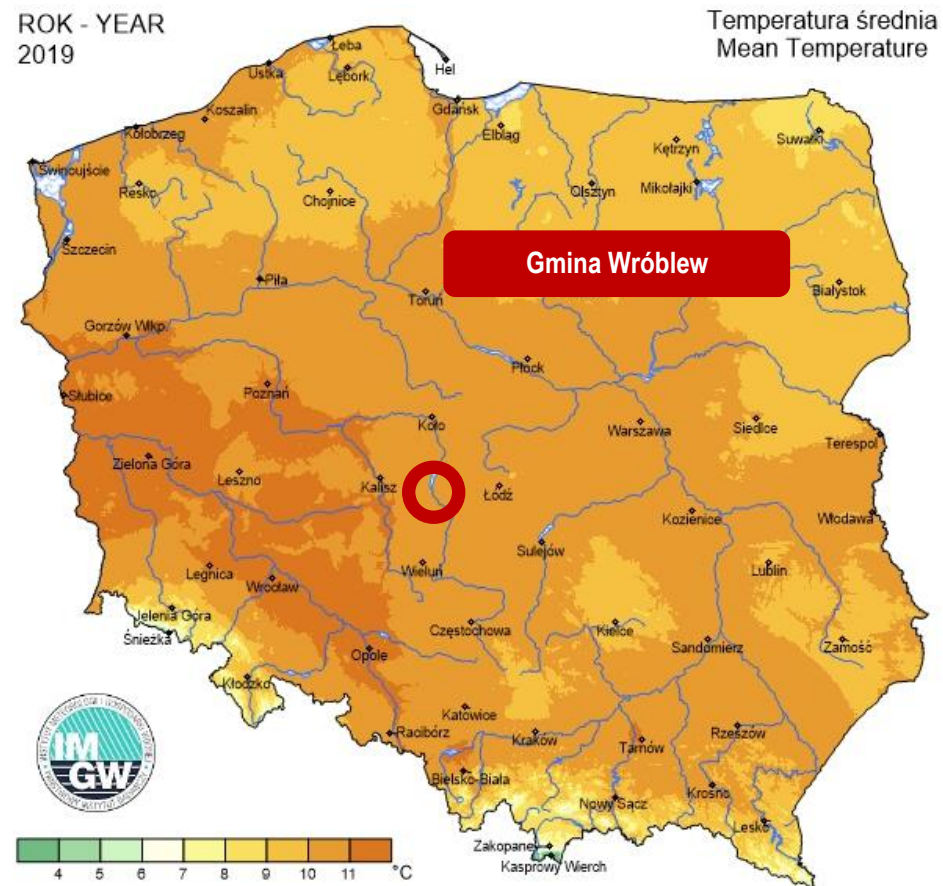 ROK - YEAR
2019
Temperatura średnia
Mean Temperature
Łeba
Hel
Ustka
Lębork
Gdańsk
Koszalin
Kołobrzeg
Elbląg
Suwałki
Kętrzyn
Świnoujście
Resko
Chojnice
Olsztyn
Mikołajki
Szczecin
Gmina Wróblew
Piła
Toruń
Białystok
Gorzów Wlkp.
Płock
Słubice
Poznań
Koło
Warszawa
Siedlce
Terespol
Zielona Góra
Leszno
Kalisz
Łódź
Kozienice
Włodawa
Sulejów
Legnica
Wrocław
Wieluń
Lublin
Jelenia Góra
Śnieżka
Częstochowa
Kielce
Sandomierz
Zamość
Opole
Kłodzko
Katowice
Racibórz
Kraków
Tarnów
Rzeszów
Bielsko-Biała
Nowy Sącz
Krosno
Lesko
Zakopane
Kasprowy Wierch
IM
GW
4 5 6 7 8 9 10 11 °C